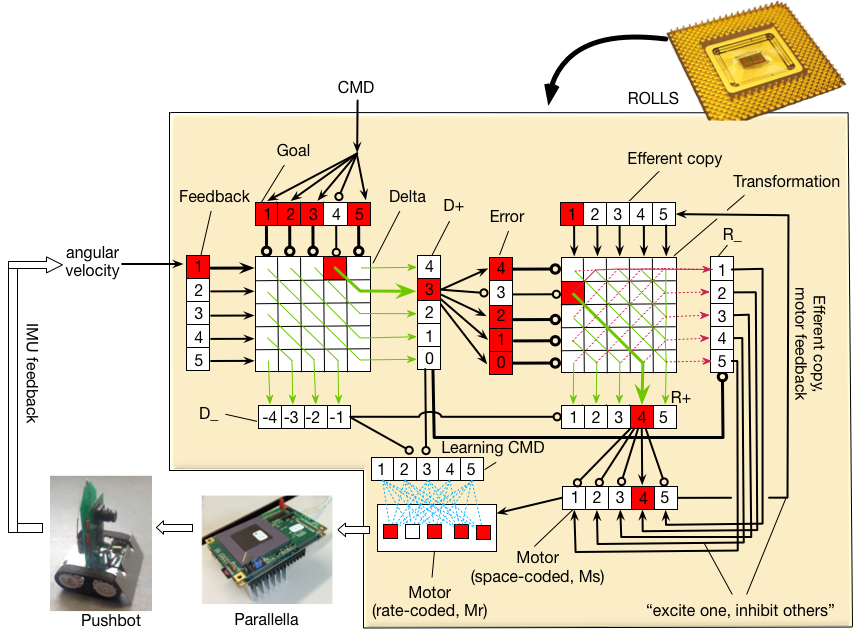 CMD
ROLLS
Goal
Efferent copy
Feedback
Delta
D+
Error
Transformation
1 2 3 4 5
1 2 3 4 5
R_
angular
velocity
1
2
3
4
5
4
3
2
1
0
4
3
2
1
0
1
2
3
4
5
Efferent copy,
motor feedback
IMU feedback
D_
-4 -3 -2 -1
1 2 3 4 5
R+
Learning CMD
1 2 3 4 5
1 2 3 4 5
Motor
(space-coded, Ms)
Motor
(rate-coded, Mr)
"excite one, inhibit others"
Pushbot
Parallella